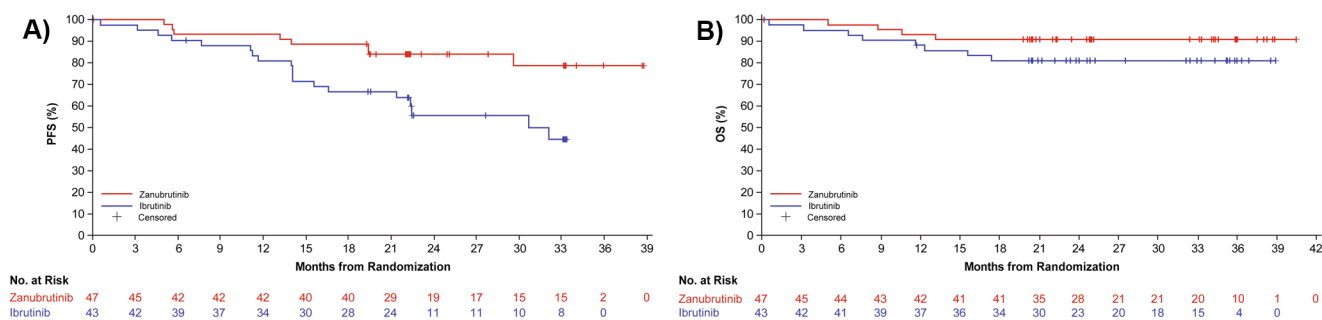 A)
PFS (%)
100
90
80
70
60
50
40
30
20
10
0
Zanubrutinib
Ibrutinib
Censored
0 3 6 9 12 15 18 21 24 27 30 33 36 39
Months from Randomization
No. at Risk
Zanubrutinib 47 45 42 42 42 40 40 29 19 17 15 15 2 0
Ibrutinib 43 42 39 37 34 30 28 24 11 11 10 8 0
B)
OS (%)
100
90
80
70
60
50
40
30
20
10
0
Zanubrutinib
Ibrutinib
Censored
0 3 6 9 12 15 18 21 24 27 30 33 36 39 42
Months from Randomization
No. at Risk
Zanubrutinib 47 45 44 43 42 41 41 35 28 21 21 20 10 1 0
Ibrutinib 43 42 41 39 37 36 34 30 23 20 18 15 4 0